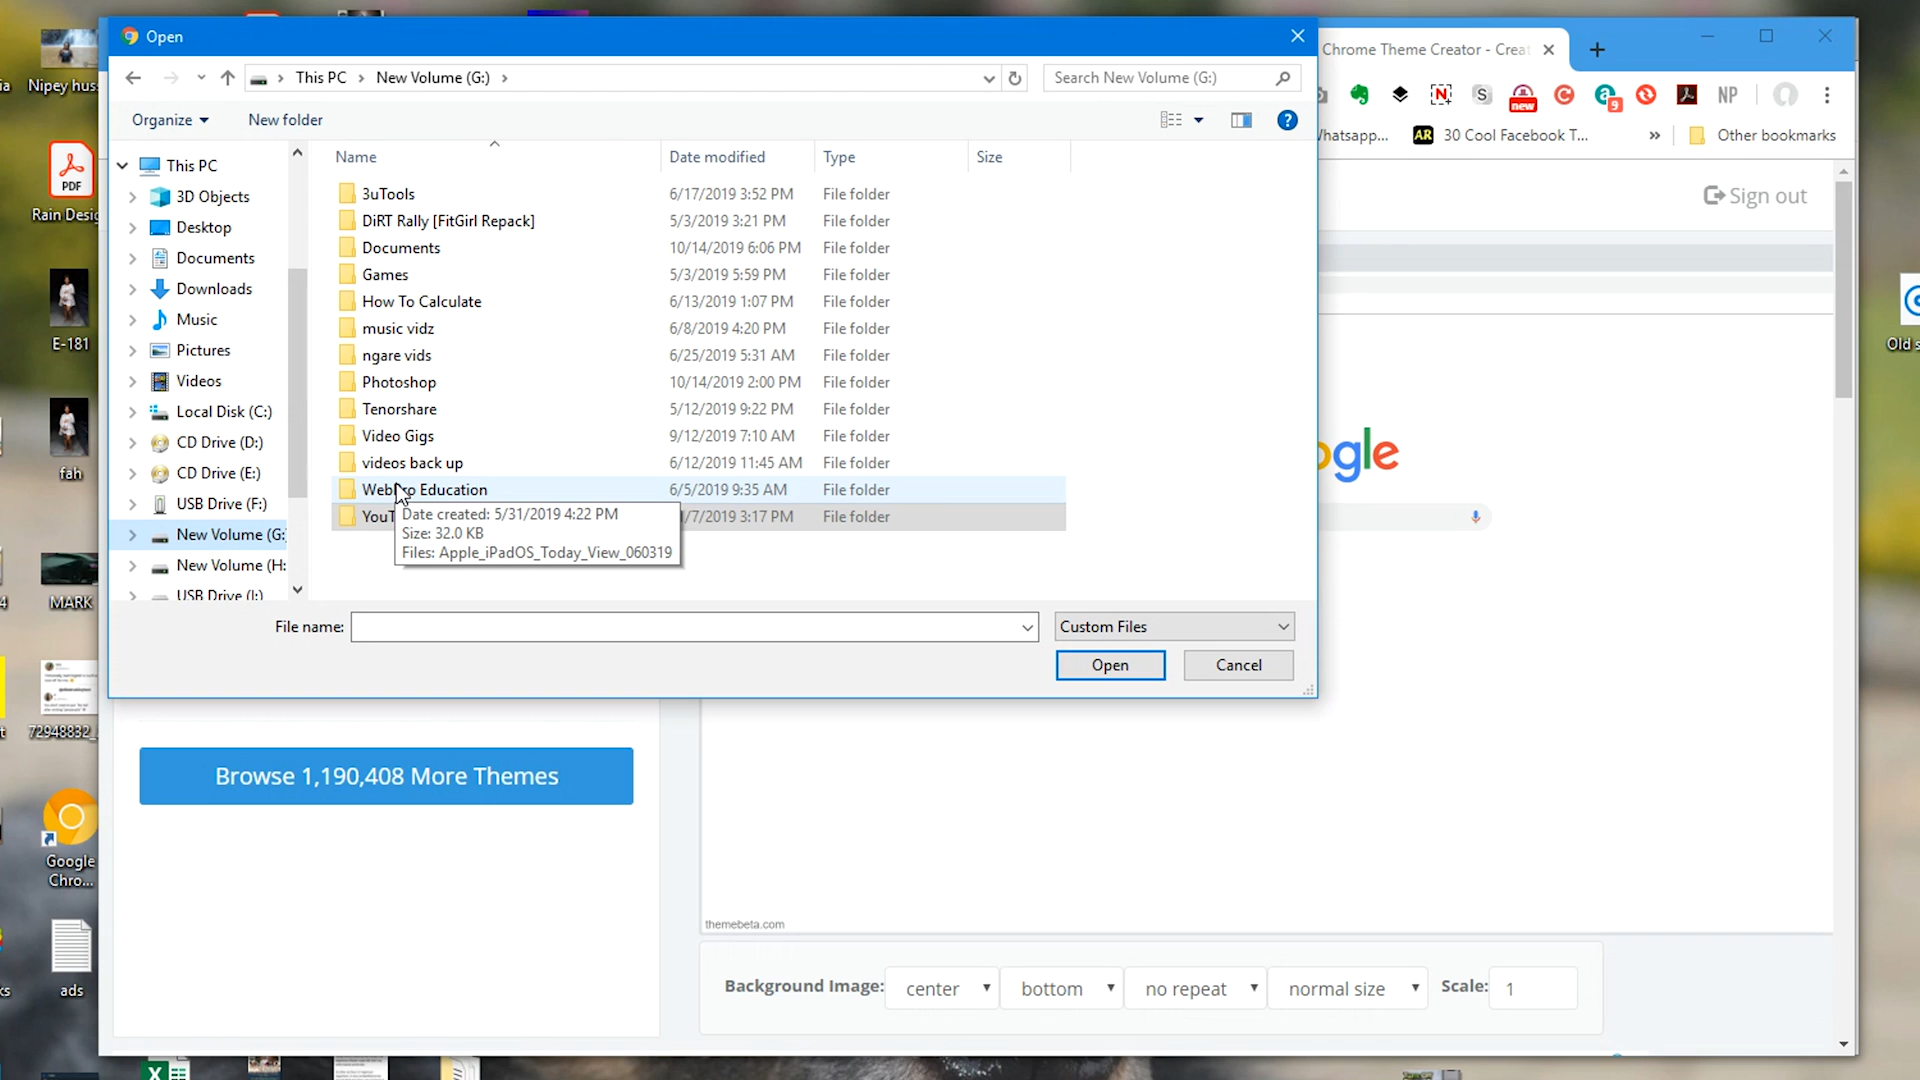 Open
This PC
New Volume (G:)
Search New Volume (G:)
Organize
New folder
Name
Date modified
Type
Size
This PC
3D Objects
Desktop
Documents
Downloads
Music
Pictures
Videos
Local Disk (C:)
CD Drive (D:)
CD Drive (E:)
USB Drive (F:)
New Volume (G:
New Volume (H:
USB Drive (I:)
3uTools 6/17/2019 3:52 PM File folder
DiRT Rally [FitGirl Repack] 5/3/2019 3:21 PM File folder
Documents 10/14/2019 6:06 PM File folder
Games 5/3/2019 5:59 PM File folder
How To Calculate 6/13/2019 1:07 PM File folder
music vidz 6/8/2019 4:20 PM File folder
ngare vids 6/25/2019 5:31 AM File folder
Photoshop 10/14/2019 2:00 PM File folder
Tenorshare 5/12/2019 9:22 PM File folder
Video Gigs 9/12/2019 7:10 AM File folder
videos back up 6/12/2019 11:45 AM File folder
Education 6/5/2019 9:35 AM File folder
/7/2019 3:17 PM File folder
Date created: 5/31/2019 4:22 PM
Size: 32.0 KB
Files: Apple_iPadOS_Today_View_060319
File name:
Custom Files
Open
Cancel
Chrome Theme Creator - Crea
new
9
NP
Whatsapp...
AR
30 Cool Facebook T...
»
Other bookmarks
Sign out
ogle
Browse 1,190,408 More Themes
themebeta.com
Background Image:
center
bottom
no repeat
normal size
Scale:
1
Nipey hus
PDF
Rain Desig
E-181
fah
MARK
72948832_
Google
Chro...
ads
Old s